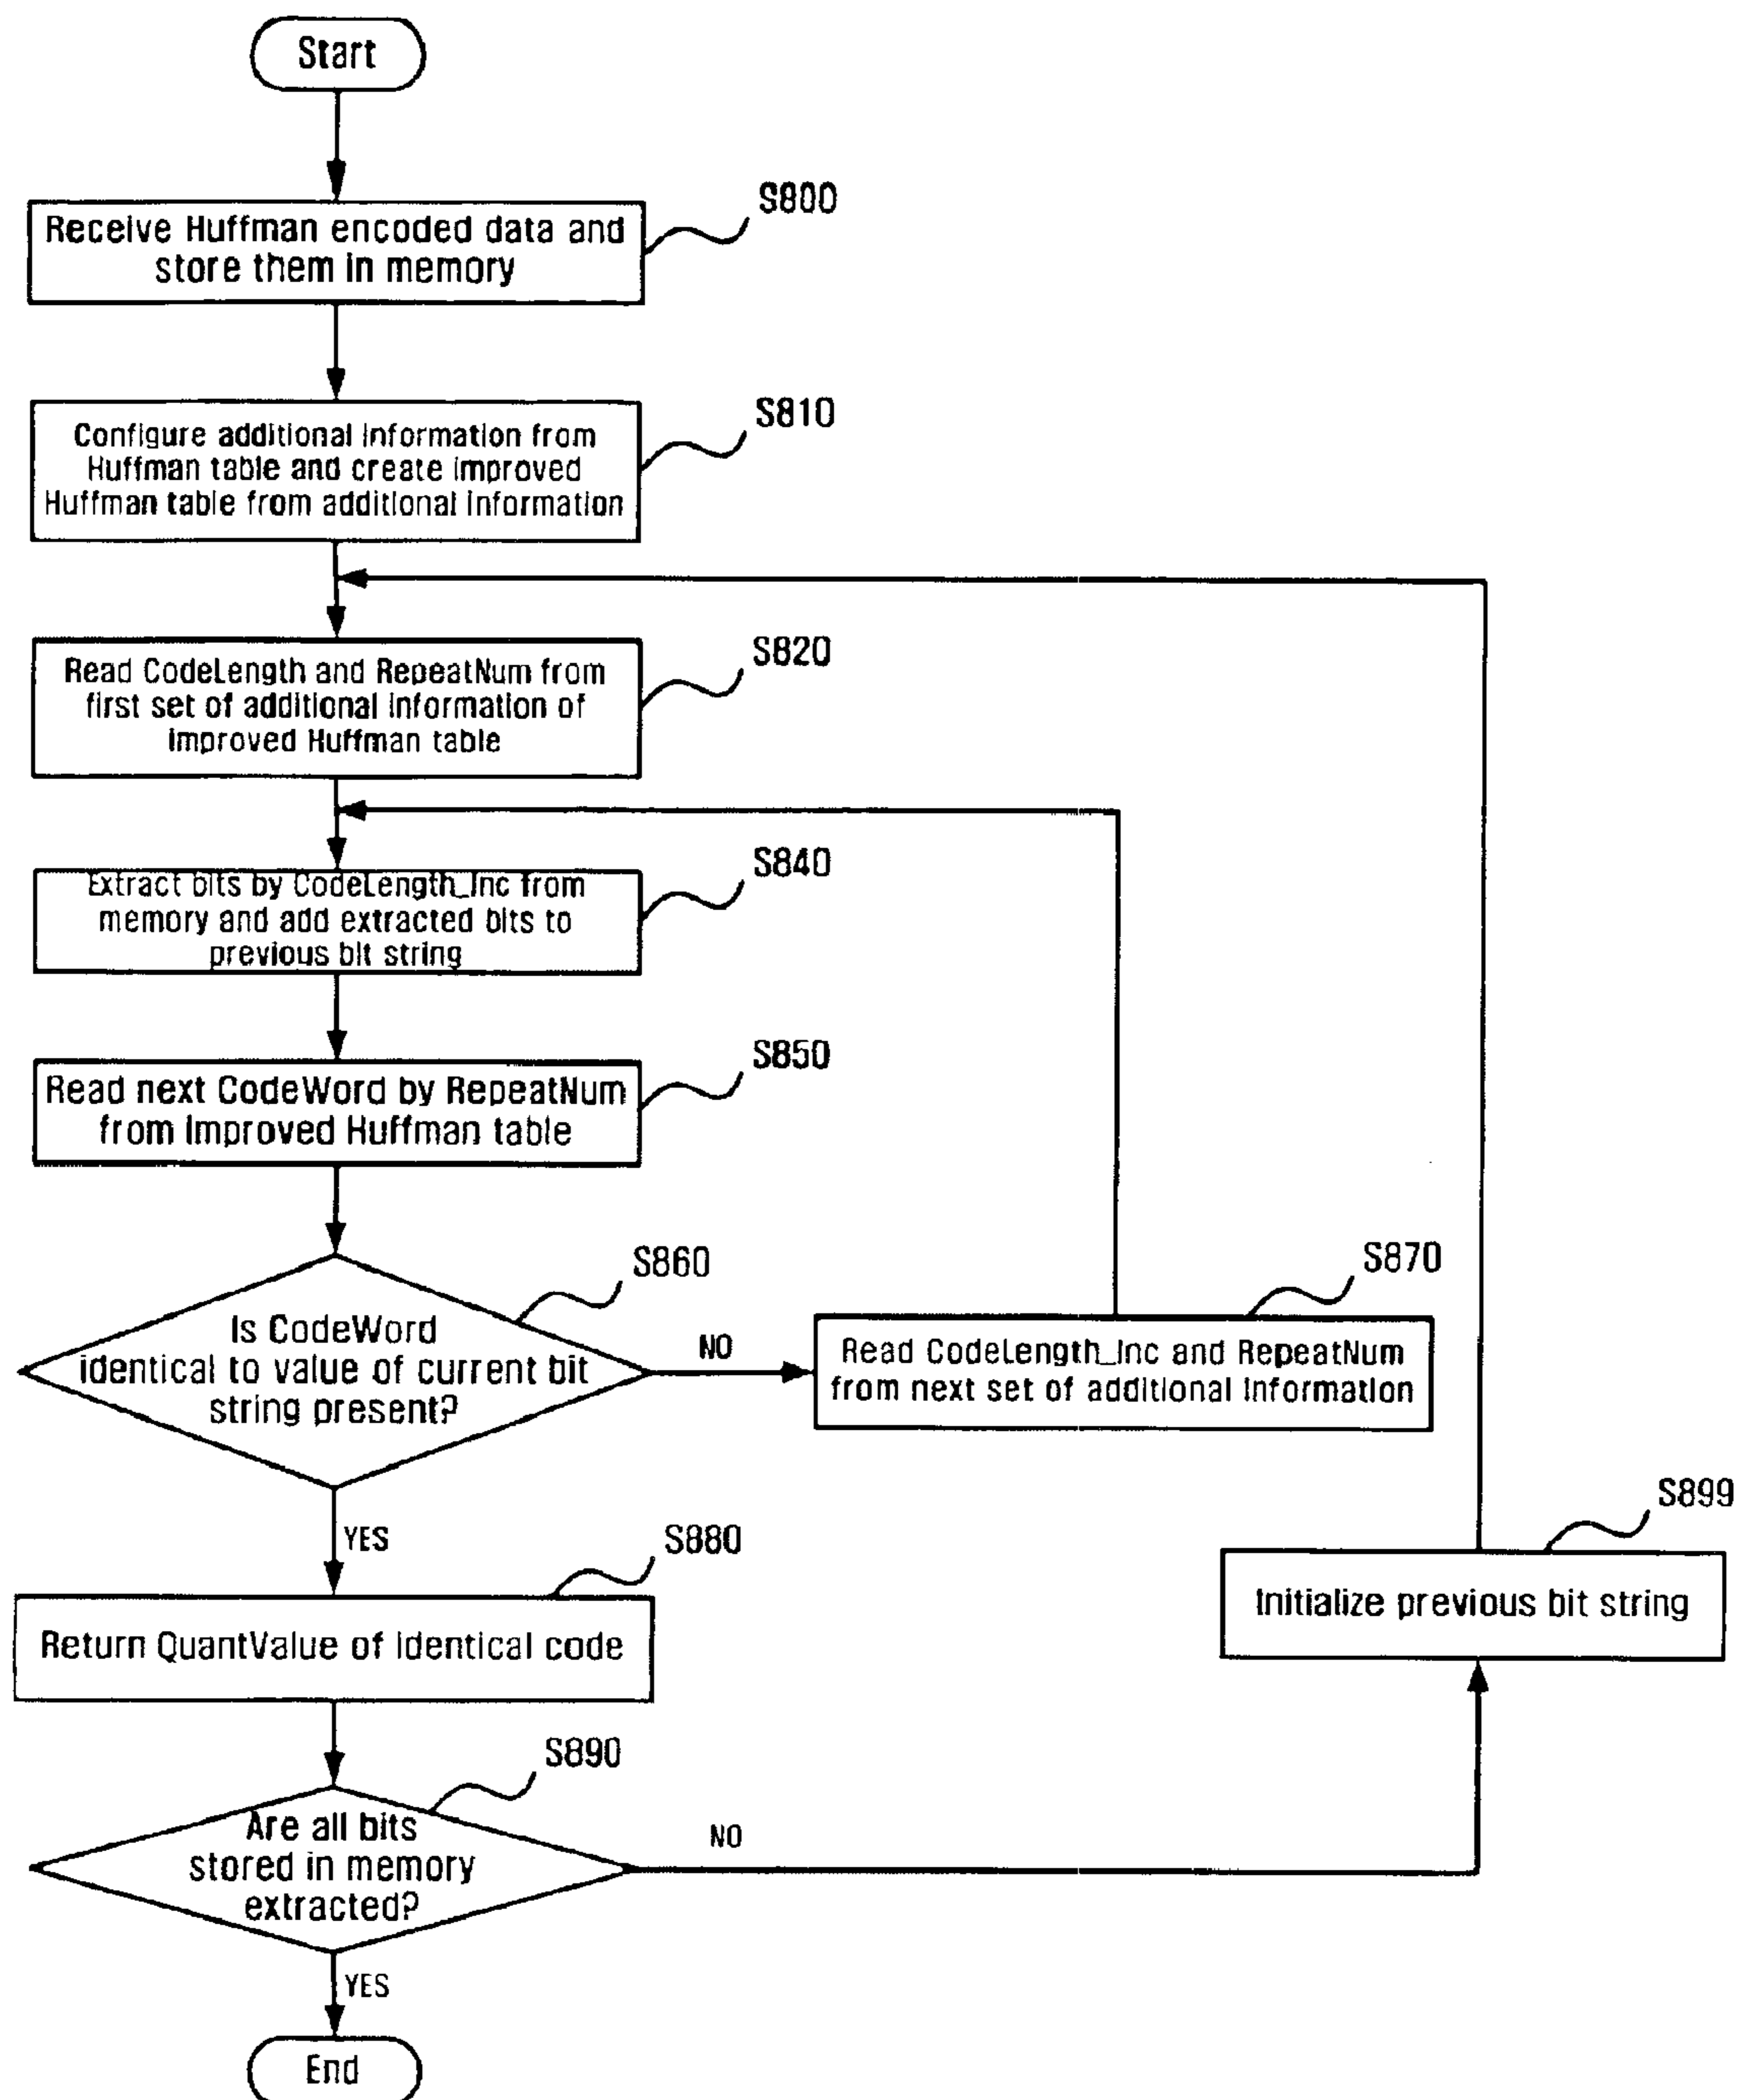 Start
S800
Receive Huffman encoded data and
store them in memory
S810
Configure additional information from
Huffman table and create improved
Huffman table from additional information
S820
Read CodeLength and RepeatNum from
first set of additional information of
improved Huffman table
S840
Extract bits by CodeLength_Inc from
memory and add extracted bits to
previous bit string
S850
Read next CodeWord by RepeatNum
from improved Huffman table
S860
Is CodeWord
identical to value of current bit
string present?
NO
S870
Read CodeLength_Inc and RepeatNum
from next set of additional information
YES
S880
Return QuantValue of identical code
S899
Initialize previous bit string
S890
Are all bits
stored in memory
extracted?
NO
YES
End